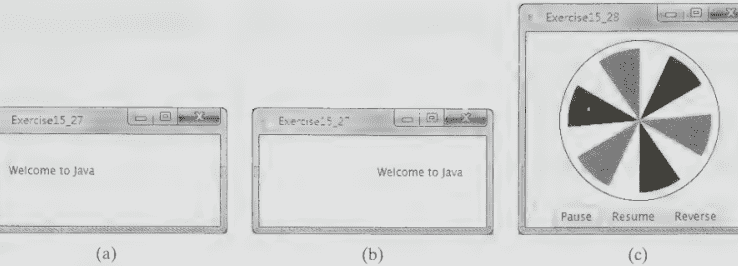 Exercise15_27
Welcome to Java
(a)
Exercise15_27
Welcome to Java
(b)
Exercise15_28
Pause Resume Reverse
(c)